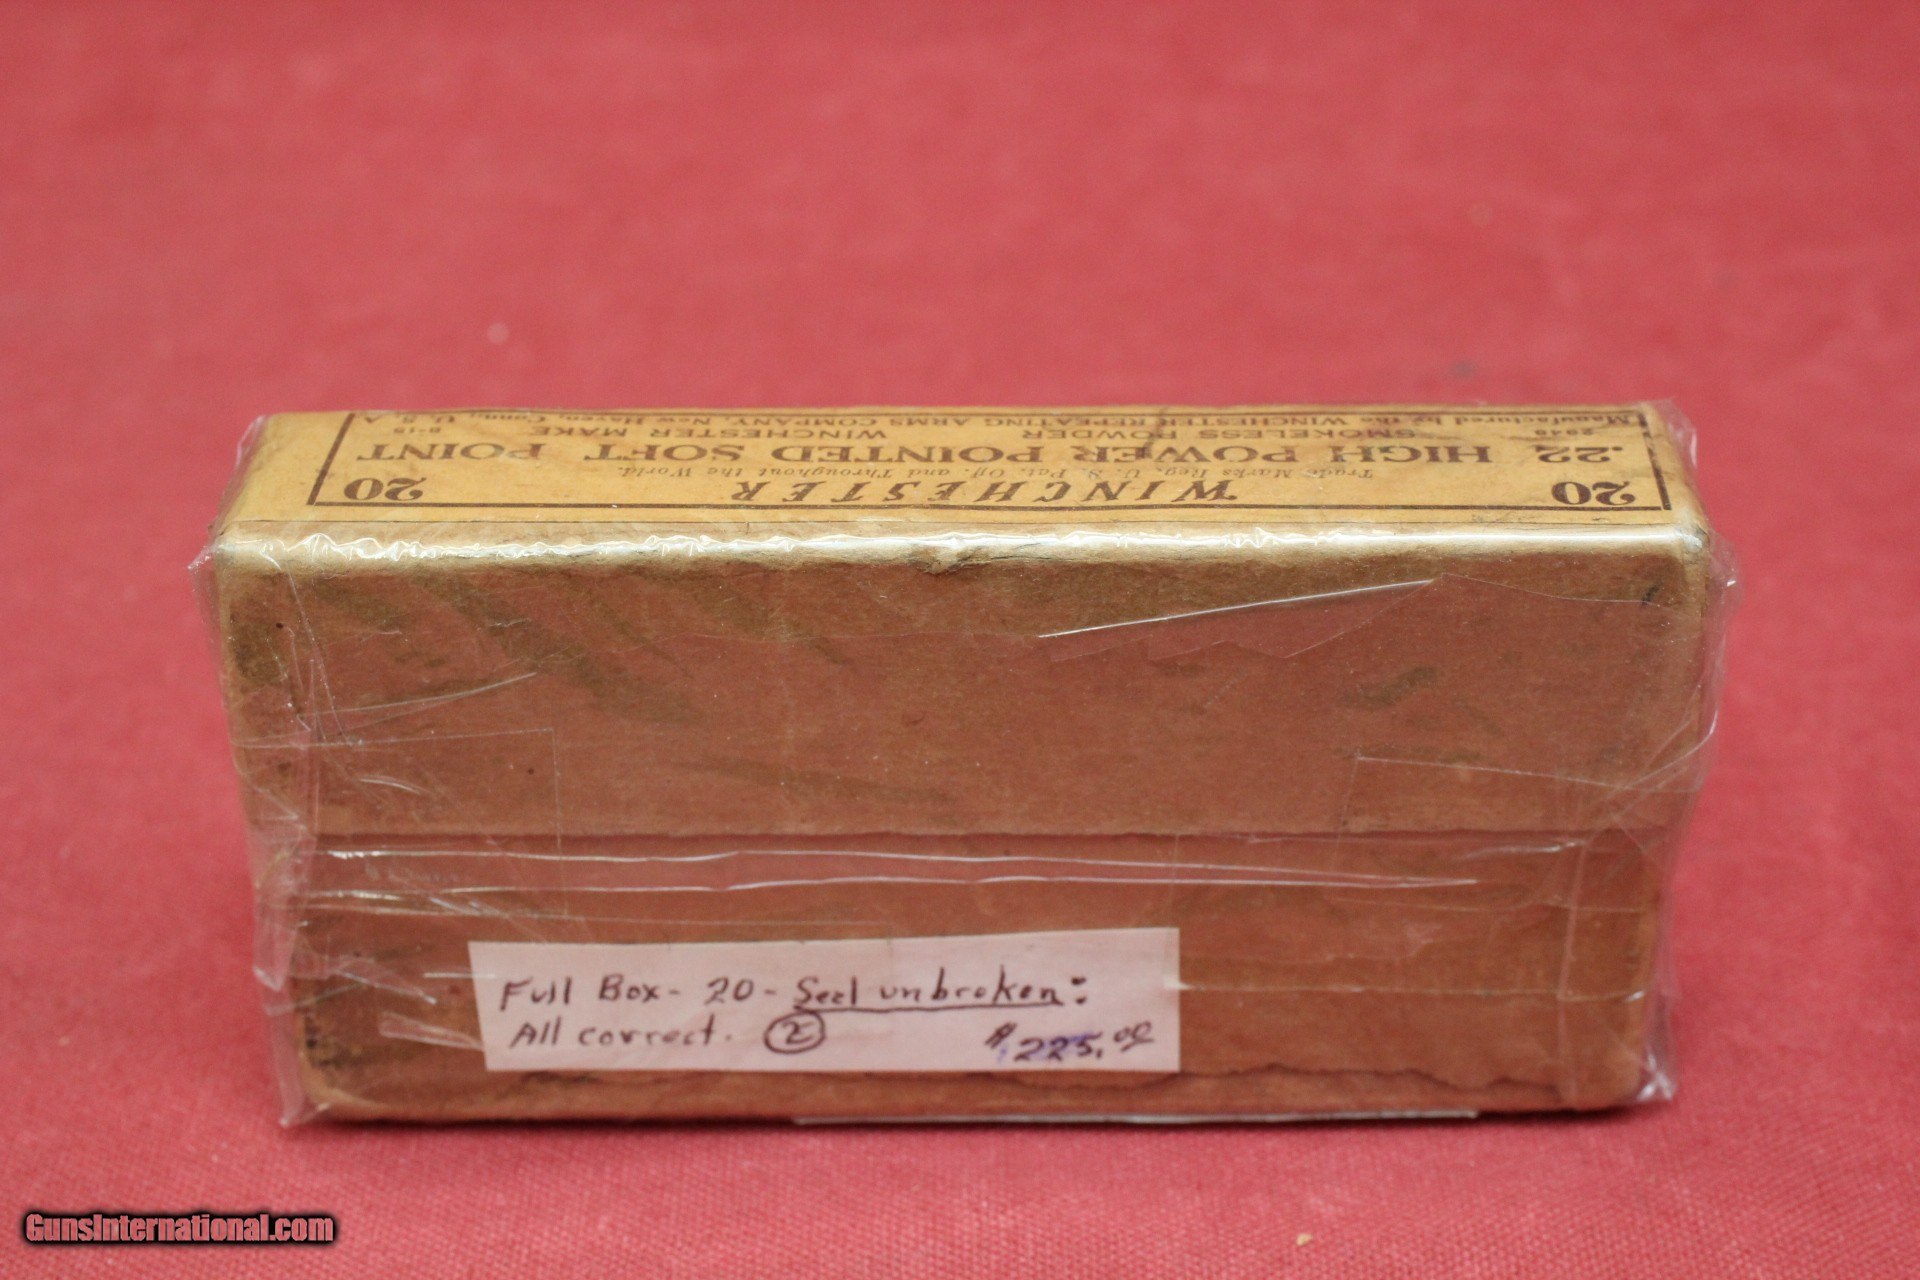 20 WINCHESTER 20
Trade Marks Reg. U. S. Pat. Off. and Throughout the World.
.22 HIGH POWER POINTED SOFT POINT
SMOKELESS POWDER WINCHESTER MAKE
Manufactured by the WINCHESTER REPEATING ARMS COMPANY, New Haven, Conn., U. S. A
Full Box - 20 - Seel unbroken:
All correct. 2 $225.00
GunsInternational.com